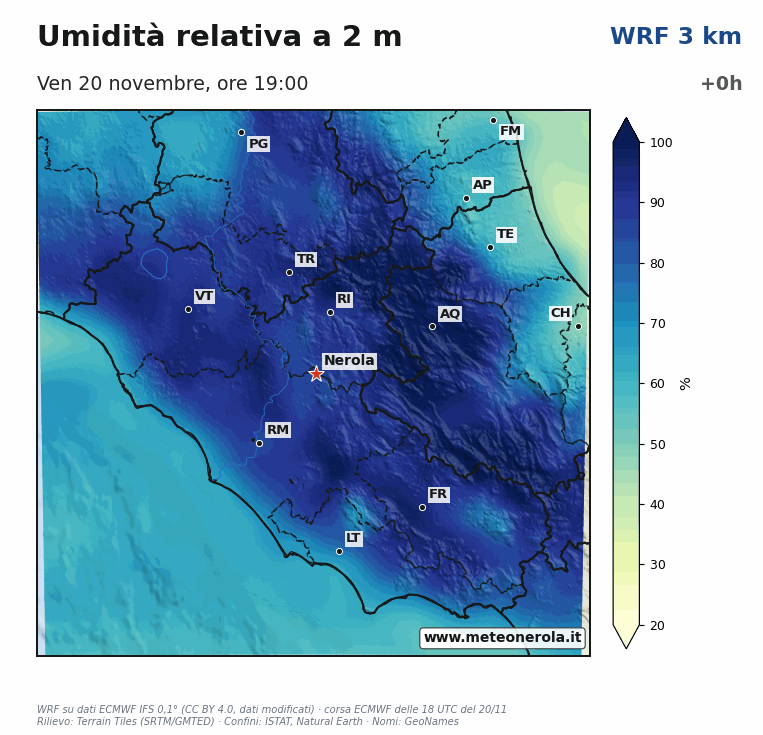 Umidità relativa a 2 m
WRF 3 km
Ven 20 novembre, ore 19:00
+0h
FM
PG
AP
TE
TR
VT
RI
AQ
CH
Nerola
RM
FR
LT
www.meteonerola.it
100
90
80
70
60
50
40
30
20
%
WRF su dati ECMWF IFS 0,1° (CC BY 4.0, dati modificati) · corsa ECMWF delle 18 UTC del 20/11
Rilievo: Terrain Tiles (SRTM/GMTED) · Confini: ISTAT, Natural Earth · Nomi: GeoNames